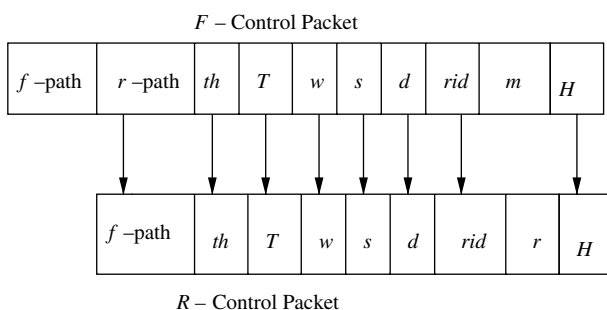 F – Control Packet
f –path r –path th T w s d rid m H
f –path th T w s d rid r H
R – Control Packet